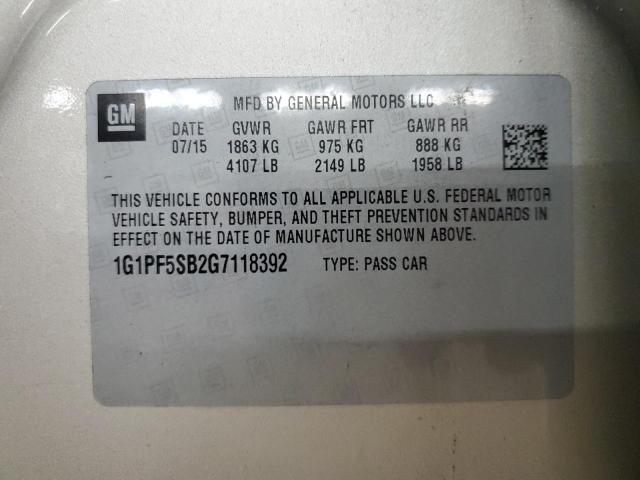 GM MFD BY GENERAL MOTORS LLC
DATE GVWR GAWR FRT GAWR RR
07/15 1863 KG 975 KG 888 KG
4107 LB 2149 LB 1958 LB
THIS VEHICLE CONFORMS TO ALL APPLICABLE U.S. FEDERAL MOTOR
VEHICLE SAFETY, BUMPER, AND THEFT PREVENTION STANDARDS IN
EFFECT ON THE DATE OF MANUFACTURE SHOWN ABOVE.
1G1PF5SB2G7118392 TYPE: PASS CAR